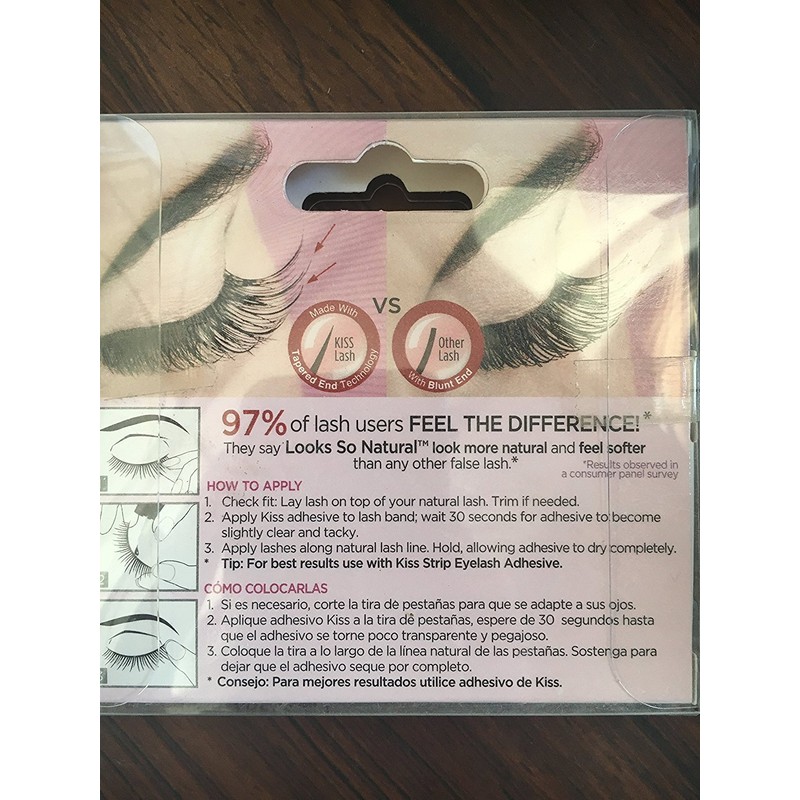 VS
Made With
KISS
Lash
Tapered End Technology
Other
Lash
With Blunt End
97% of lash users FEEL THE DIFFERENCE!*
They say Looks So Natural™ look more natural and feel softer
than any other false lash.*
*Results observed in
a consumer panel survey
HOW TO APPLY
1. Check fit: Lay lash on top of your natural lash. Trim if needed.
2. Apply Kiss adhesive to lash band; wait 30 seconds for adhesive to become
slightly clear and tacky.
3. Apply lashes along natural lash line. Hold, allowing adhesive to dry completely.
* Tip: For best results use with Kiss Strip Eyelash Adhesive.
CÓMO COLOCARLAS
1. Si es necesario, corte la tira de pestañas para que se adapte a sus ojos.
2. Aplique adhesivo Kiss a la tira de pestañas, espere de 30 segundos hasta
que el adhesivo se torne poco transparente y pegajoso.
3. Coloque la tira a lo largo de la línea natural de las pestañas. Sostenga para
dejar que el adhesivo seque por completo.
* Consejo: Para mejores resultados utilice adhesivo de Kiss.
2